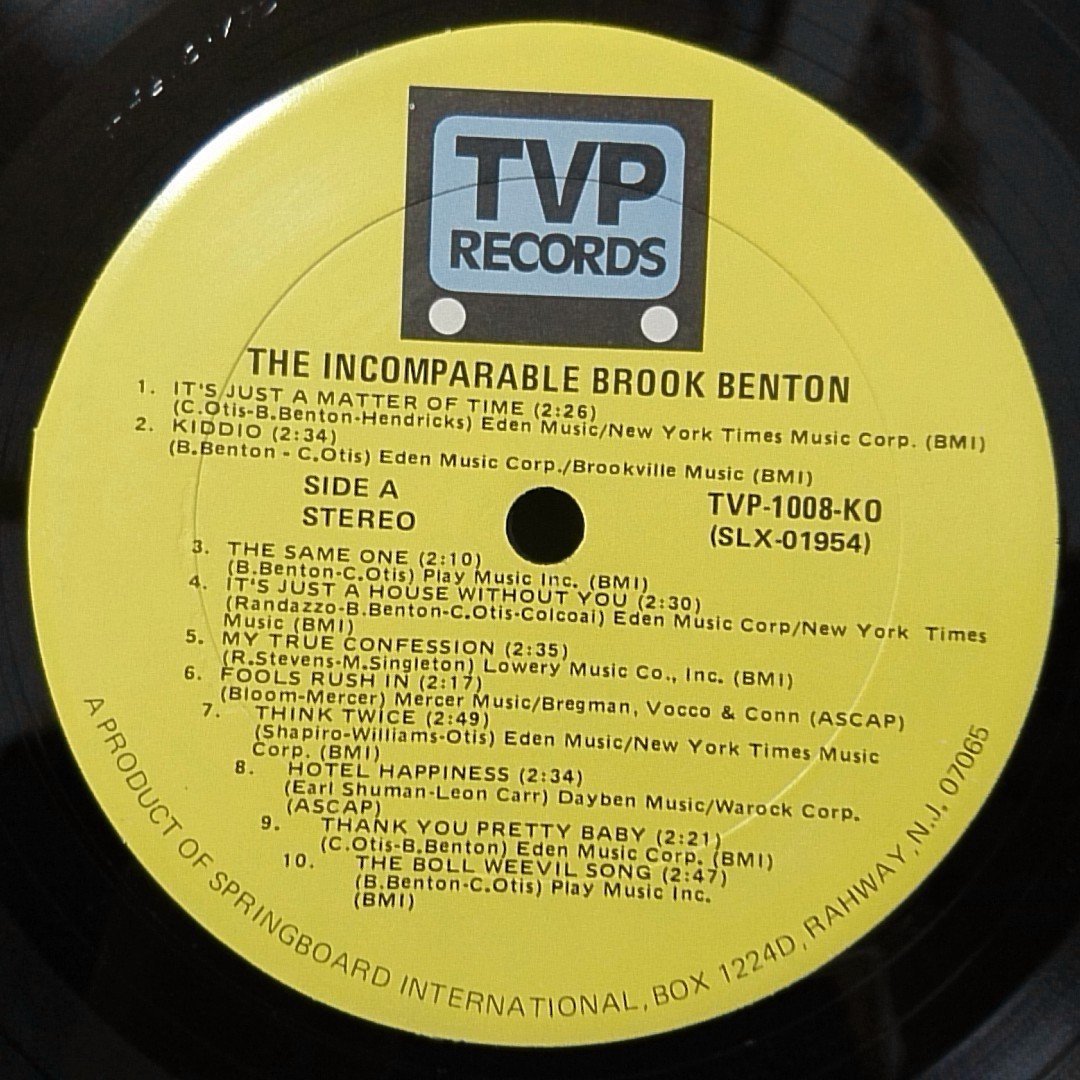 TVP
RECORDS
THE INCOMPARABLE BROOK BENTON
1. IT'S JUST A MATTER OF TIME (2:26)
(C.Otis-B.Benton-Hendricks) Eden Music/New York Times Music Corp. (BMI)
2. KIDDIO (2:34)
(B.Benton - C.Otis) Eden Music Corp./Brookville Music (BMI)
SIDE A
STEREO
TVP-1008-KO
(SLX-01954)
3. THE SAME ONE (2:10)
(B.Benton-C.Otis) Play Music Inc. (BMI)
4. IT'S JUST A HOUSE WITHOUT YOU (2:30)
(Randazzo-B.Benton-C.Otis-Colcoai) Eden Music Corp/New York Times
Music (BMI)
5. MY TRUE CONFESSION (2:35)
(R.Stevens-M.Singleton) Lowery Music Co., Inc. (BMI)
6. FOOLS RUSH IN (2:17)
(Bloom-Mercer) Mercer Music/Bregman, Vocco & Conn (ASCAP)
7. THINK TWICE (2:49)
(Shapiro-Williams-Otis) Eden Music/New York Times Music
Corp. (BMI)
8. HOTEL HAPPINESS (2:34)
(Earl Shuman-Leon Carr) Dayben Music/Warock Corp.
(ASCAP)
9. THANK YOU PRETTY BABY (2:21)
(C.Otis-B.Benton) Eden Music Corp. (BMI)
10. THE BOLL WEEVIL SONG (2:47)
(B.Benton-C.Otis) Play Music Inc.
(BMI)
A PRODUCT OF SPRINGBOARD INTERNATIONAL, BOX 1224D, RAHWAY, N.J. 07065